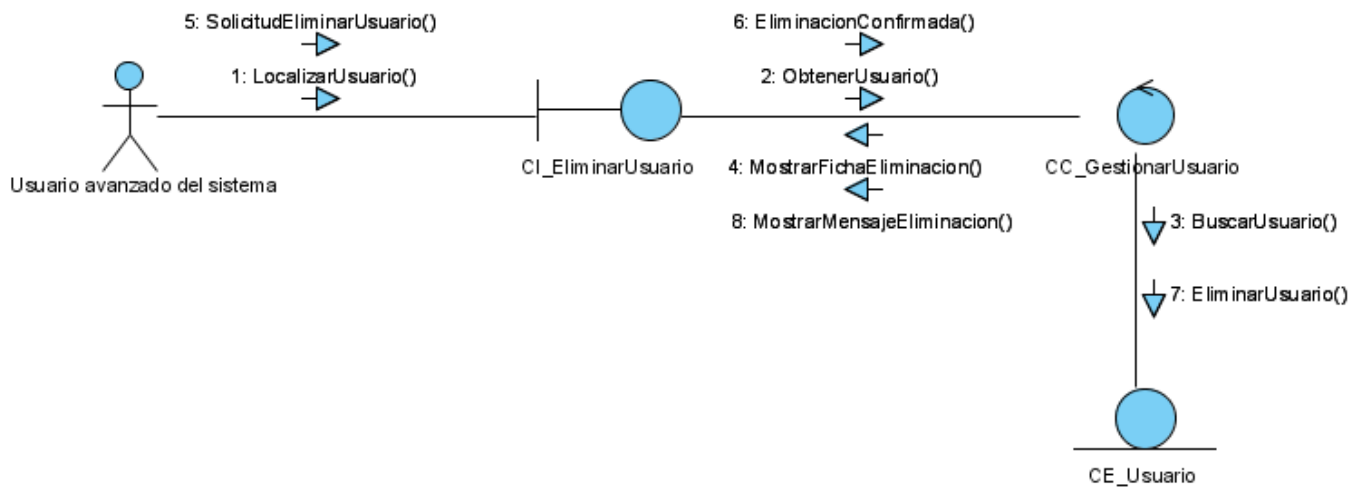 5: SolicitudEliminarUsuario()
6: EliminacionConfirmada()
1: LocalizarUsuario()
2: ObtenerUsuario()
CI_EliminarUsuario
4: MostrarFichaEliminacion()
CC_GestionarUsuario
Usuario avanzado del sistema
8: MostrarMensajeEliminacion()
3: BuscarUsuario()
7: EliminarUsuario()
CE_Usuario